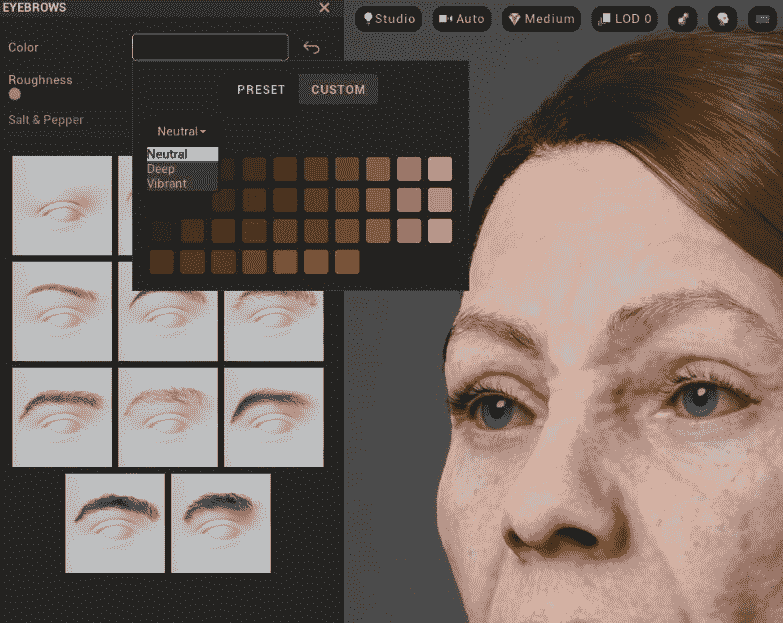 EYEBROWS
Studio Auto Medium LOD 0
Color
PRESET CUSTOM
Roughness
Salt & Pepper
Neutral
Neutral
Deep
Vibrant